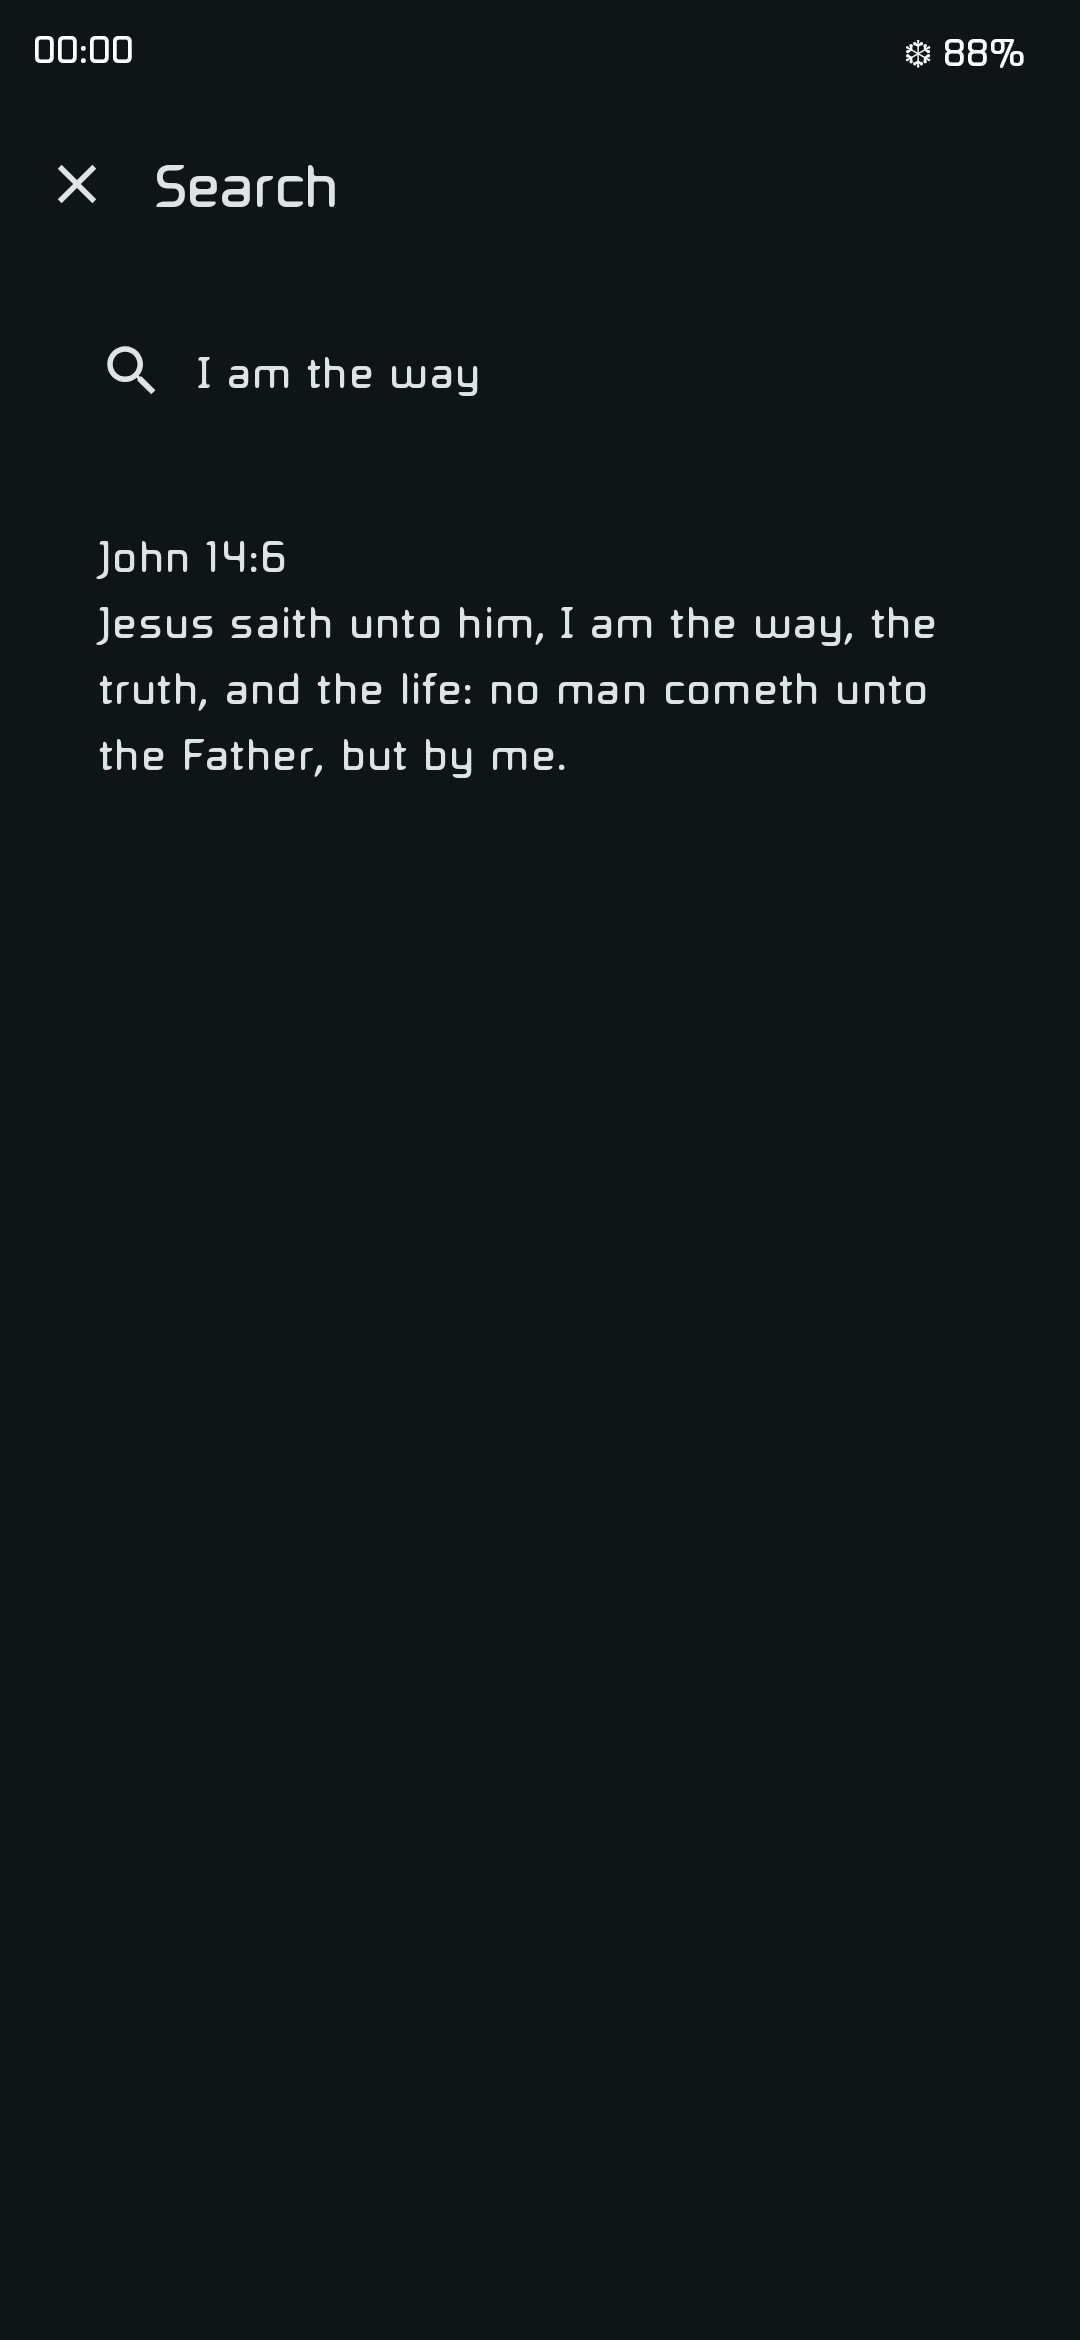 00:00
88%
Search
I am the way
John 14:6
Jesus saith unto him, I am the way, the
truth, and the life: no man cometh unto
the Father, but by me.